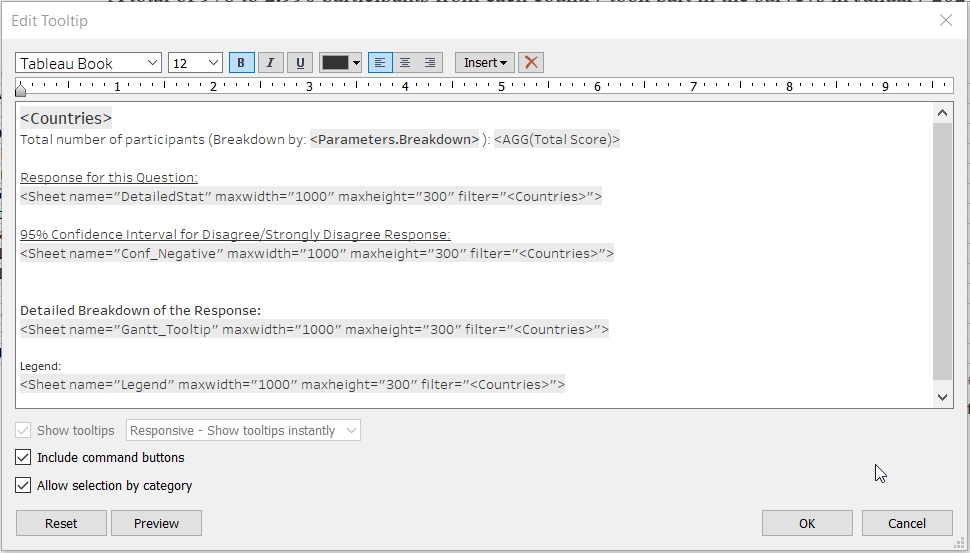 Edit Tooltip
Tableau Book 12 B I U Insert
1 2 3 4 5 6 7 8 9
<Countries>
Total number of participants (Breakdown by: <Parameters.Breakdown> ): <AGG(Total Score)>
Response for this Question:
<Sheet name="DetailedStat" maxwidth="1000" maxheight="300" filter="<Countries>">
95% Confidence Interval for Disagree/Strongly Disagree Response:
<Sheet name="Conf_Negative" maxwidth="1000" maxheight="300" filter="<Countries>">
Detailed Breakdown of the Response:
<Sheet name="Gantt_Tooltip" maxwidth="1000" maxheight="300" filter="<Countries>">
Legend:
<Sheet name="Legend" maxwidth="1000" maxheight="300" filter="<Countries>">
Show tooltips Responsive - Show tooltips instantly
Include command buttons
Allow selection by category
Reset Preview OK Cancel